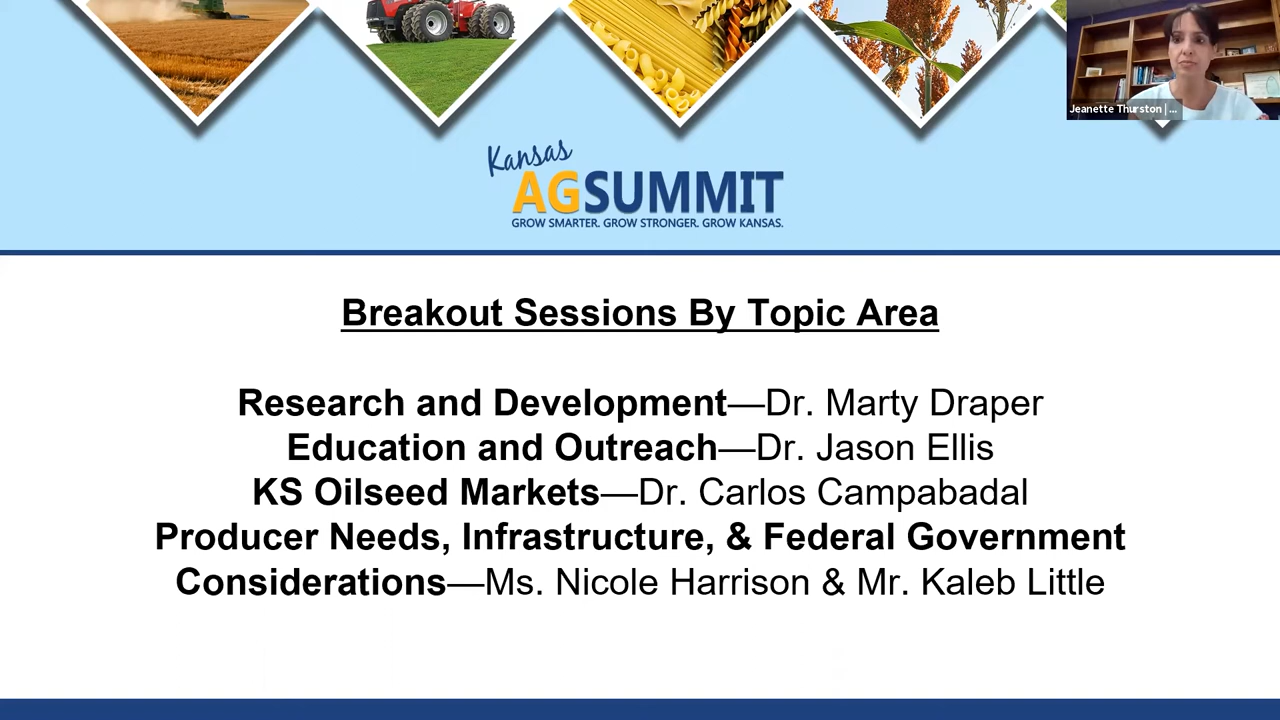 Jeanette Thurston | ...
Kansas
AGSUMMIT
GROW SMARTER. GROW STRONGER. GROW KANSAS.
Breakout Sessions By Topic Area
Research and Development—Dr. Marty Draper
Education and Outreach—Dr. Jason Ellis
KS Oilseed Markets—Dr. Carlos Campabadal
Producer Needs, Infrastructure, & Federal Government
Considerations—Ms. Nicole Harrison & Mr. Kaleb Little